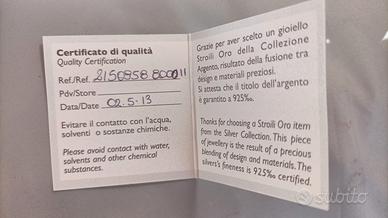 Certificato di qualità
Quality Certification
Ref./Ref. 2150858 800011
Pdv/Store
Data/Date 02.5.13
Evitare il contatto con l'acqua,
solventi o sostanze chimiche.
Please avoid contact with water,
solvents and other chemical
substances.
Grazie per aver scelto un gioiello
Stroili Oro della Collezione
Argento, risultato della fusione tra
design e materiali preziosi.
Si attesta che il titolo dell'argento
è garantito a 925‰.
Thanks for choosing a Stroili Oro item
from the Silver Collection. This piece
of jewellery is the result of a precious
blending of design and materials. The
silvers's fineness is 925‰ certified.
subito